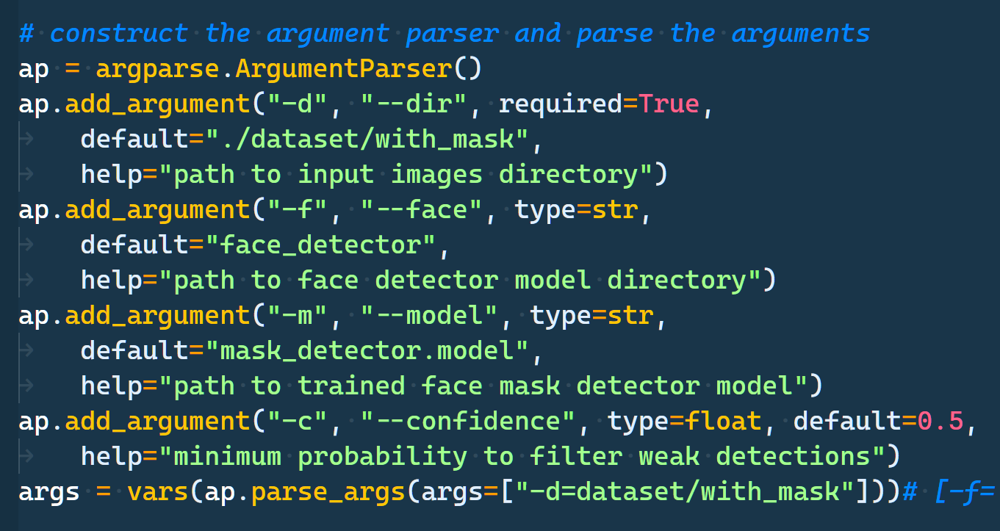 # construct the argument parser and parse the arguments
ap = argparse.ArgumentParser()
ap.add_argument("-d", "--dir", required=True,
    default="./dataset/with_mask",
    help="path to input images directory")
ap.add_argument("-f", "--face", type=str,
    default="face_detector",
    help="path to face detector model directory")
ap.add_argument("-m", "--model", type=str,
    default="mask_detector.model",
    help="path to trained face mask detector model")
ap.add_argument("-c", "--confidence", type=float, default=0.5,
    help="minimum probability to filter weak detections")
args = vars(ap.parse_args(args=["-d=dataset/with_mask"]))# [-f=